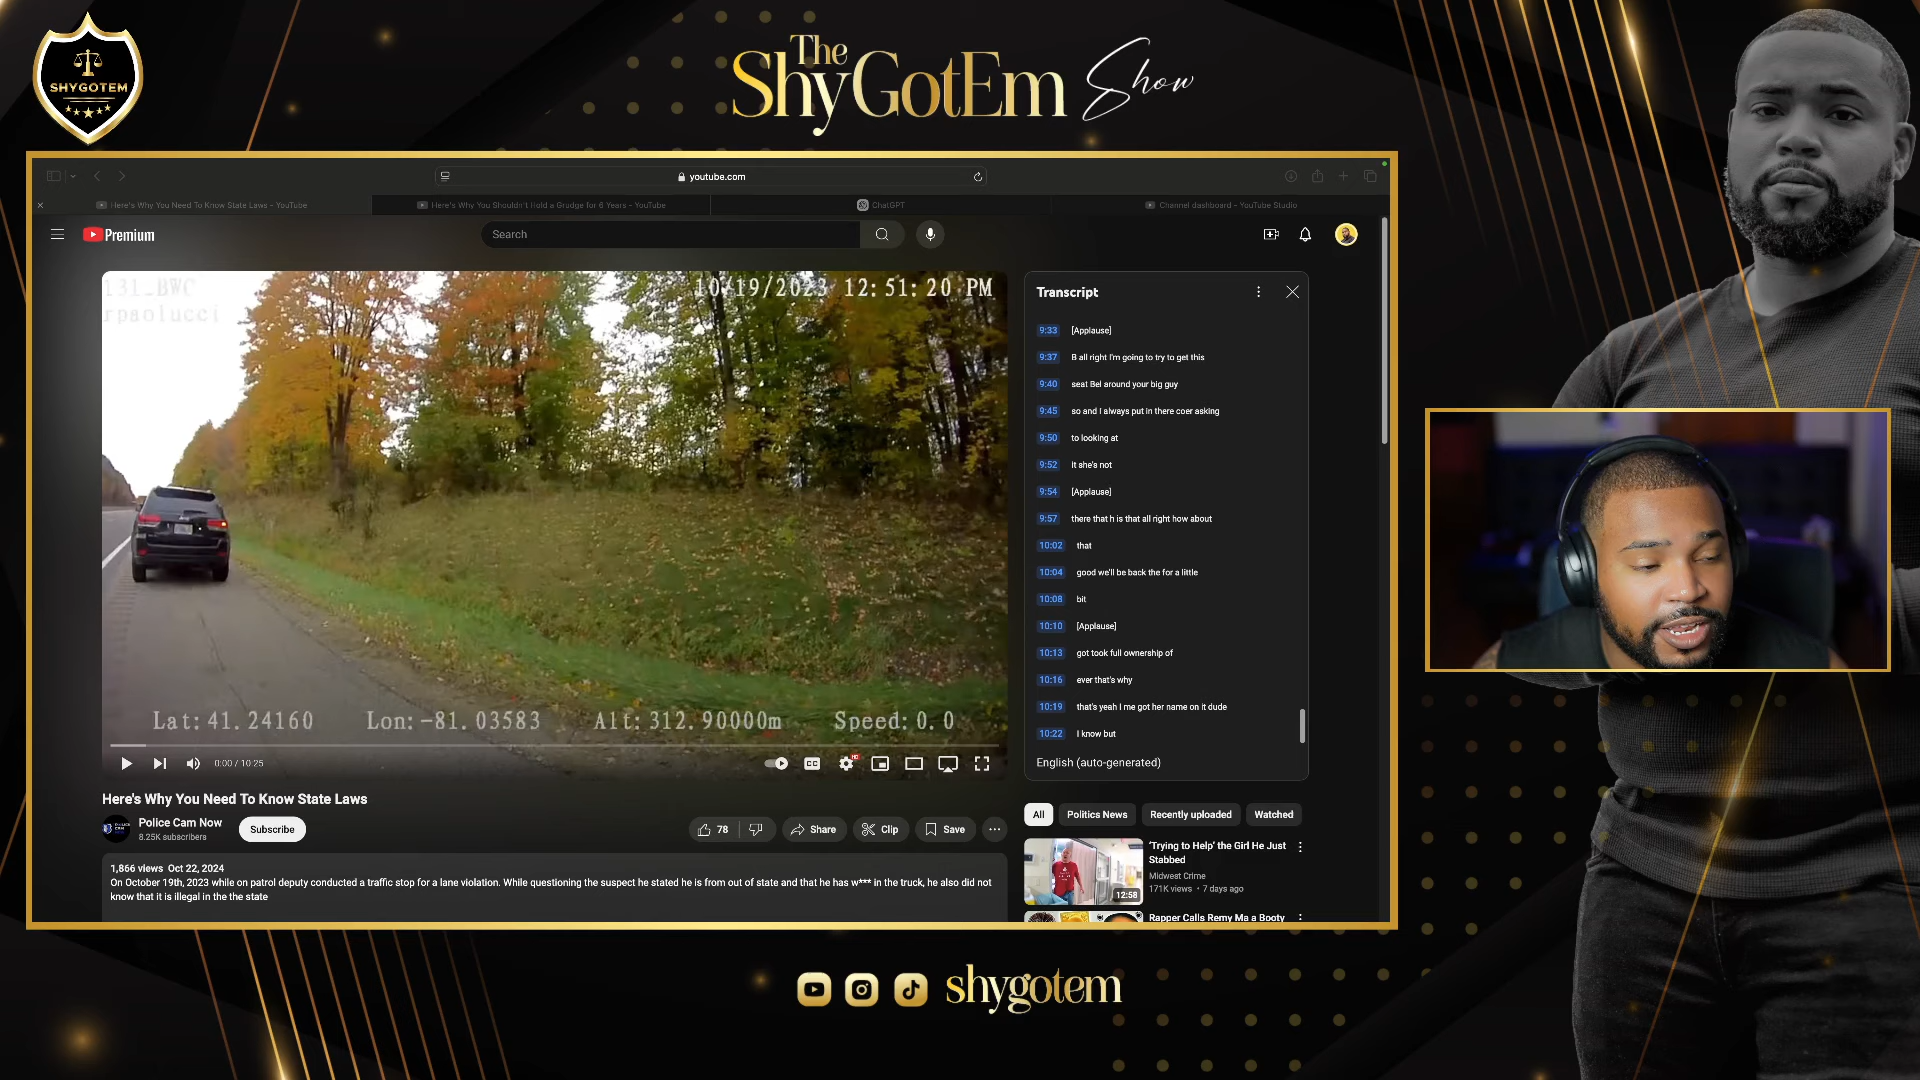 SHYGOTEM
The
ShyGotEm Show
youtube.com
Here's Why You Need To Know State Laws - YouTube
Here's Why You Shouldn't Hold a Grudge for 6 Years - YouTube
ChatGPT
Channel dashboard - YouTube Studio
Premium
Search
131_BWC
rpaolucci
10/19/2023 12:51:20 PM
Lat: 41.24160 Lon: -81.03583 Alt: 312.90000m Speed: 0.0
0:00 / 10:25
CC
HD
Transcript
9:33 [Applause]
9:37 B all right I'm going to try to get this
9:40 seat Bel around your big guy
9:45 so and I always put in there coer asking
9:50 to looking at
9:52 It she's not
9:54 [Applause]
9:57 there that h is that all right how about
10:02 that
10:04 good we'll be back the for a little
10:08 bit
10:10 [Applause]
10:13 got took full ownership of
10:16 ever that's why
10:19 that's yeah I me got her name on it dude
10:22 I know but
English (auto-generated)
Here's Why You Need To Know State Laws
Police Cam Now
8.25K subscribers
Subscribe
78
Share
Clip
Save
1,866 views Oct 22, 2024
On October 19th, 2023 while on patrol deputy conducted a traffic stop for a lane violation. While questioning the suspect he stated he is from out of state and that he has w*** in the truck, he also did not
know that it is illegal in the the state
All
Politics News
Recently uploaded
Watched
'Trying to Help' the Girl He Just
Stabbed
Midwest Crime
171K views • 7 days ago
12:58
Rapper Calls Remy Ma a Booty
shygotem